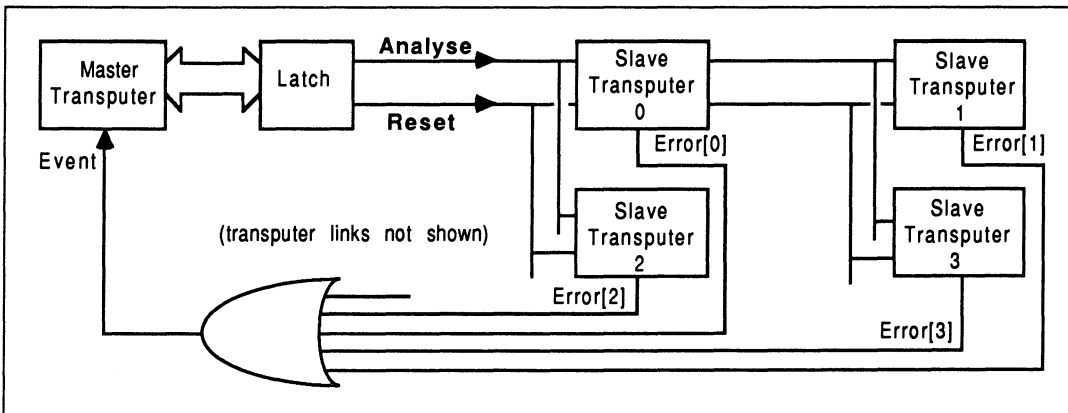 Master
Transputer
Latch
Analyse
Reset
Slave
Transputer
0
Slave
Transputer
1
Event
Error[0]
Error[1]
(transputer links not shown)
Slave
Transputer
2
Slave
Transputer
3
Error[2]
Error[3]